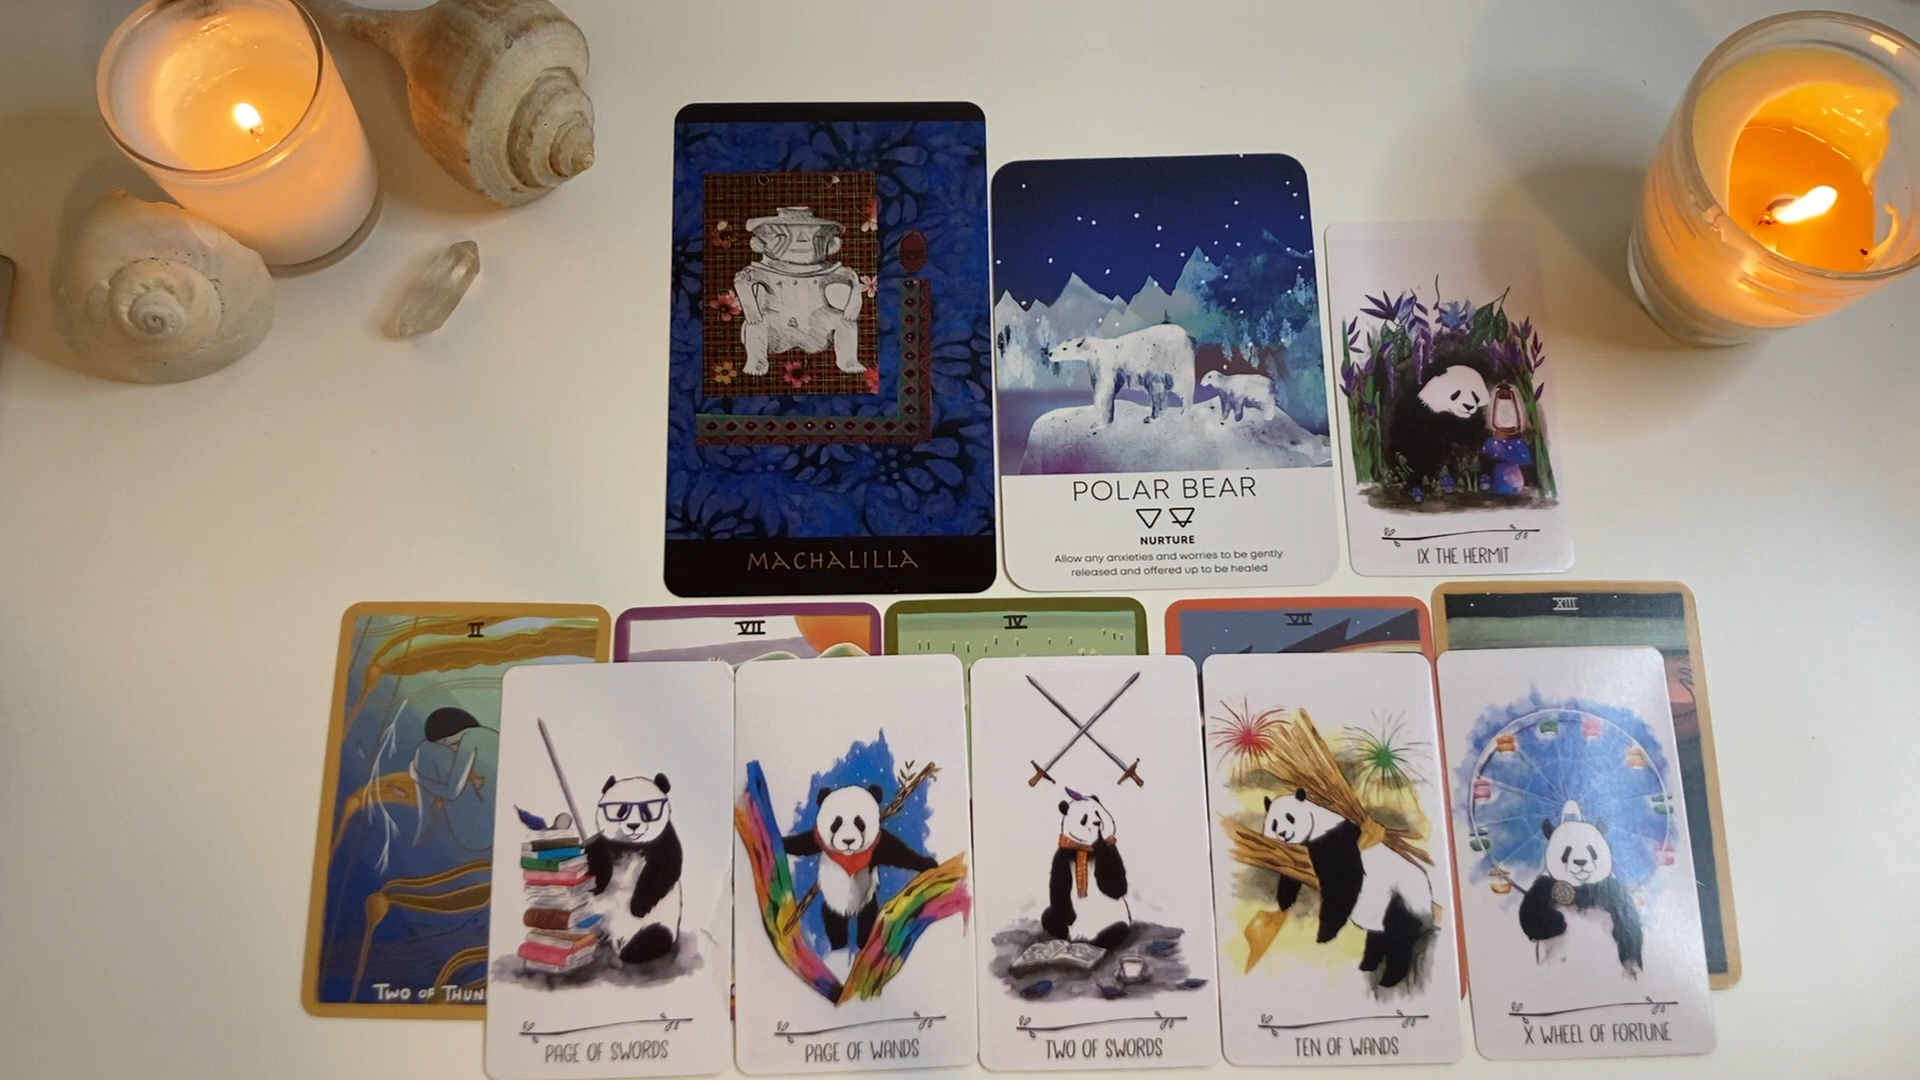 MACHALILLA
POLAR BEAR
NURTURE
Allow any anxieties and worries to be gently
released and offered up to be healed
IX THE HERMIT
II
VII
IV
VII
XIII
TWO OF THUN
PAGE OF SWORDS
PAGE OF WANDS
TWO OF SWORDS
TEN OF WANDS
X WHEEL OF FORTUNE